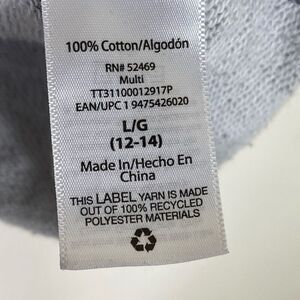 100% Cotton/Algodón
RN# 52469
Multi
TT31100012917P
EAN/UPC 1 9475426020
L/G
(12-14)
Made In/Hecho En
China
THIS LABEL YARN IS MADE
OUT OF 100% RECYCLED
POLYESTER MATERIALS